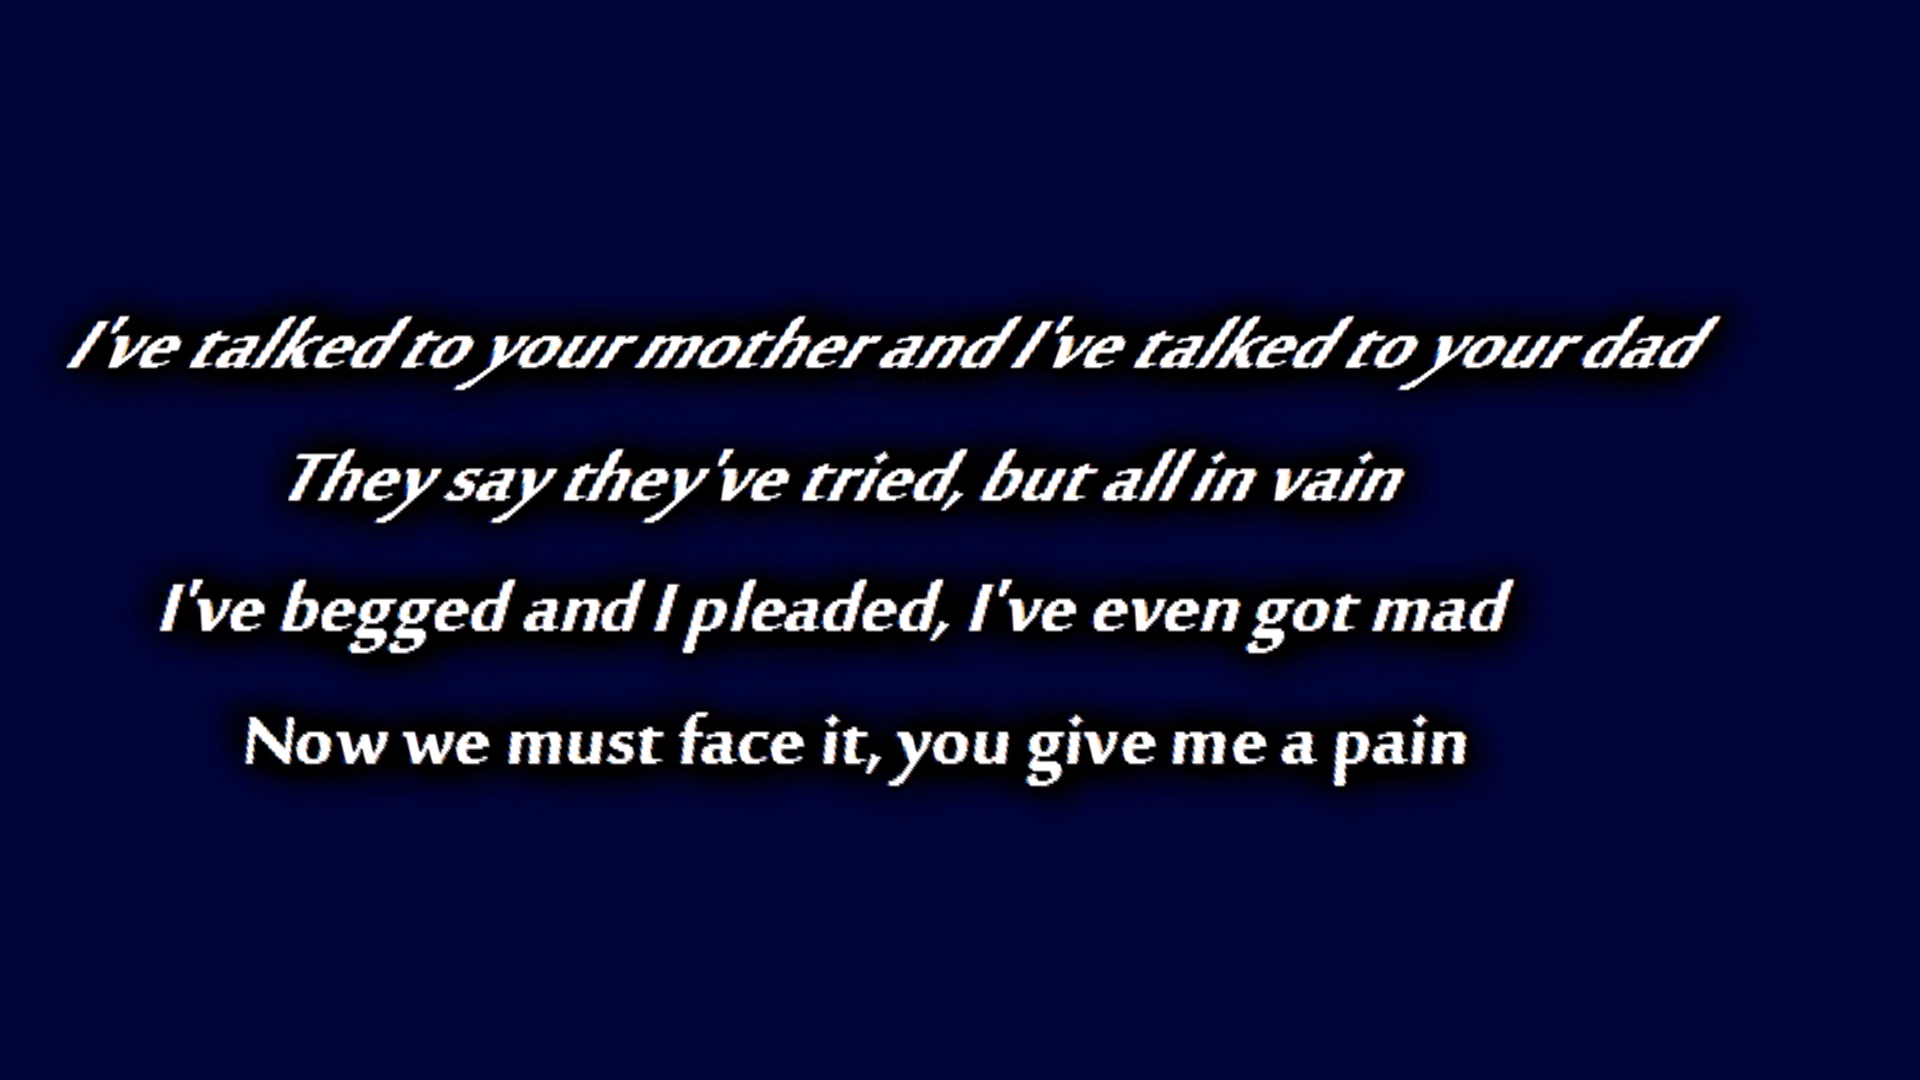 I've talked to your mother and I've talked to your dad
They say they've tried, but all in vain
I've begged and I pleaded, I've even got mad
Now we must face it, you give me a pain